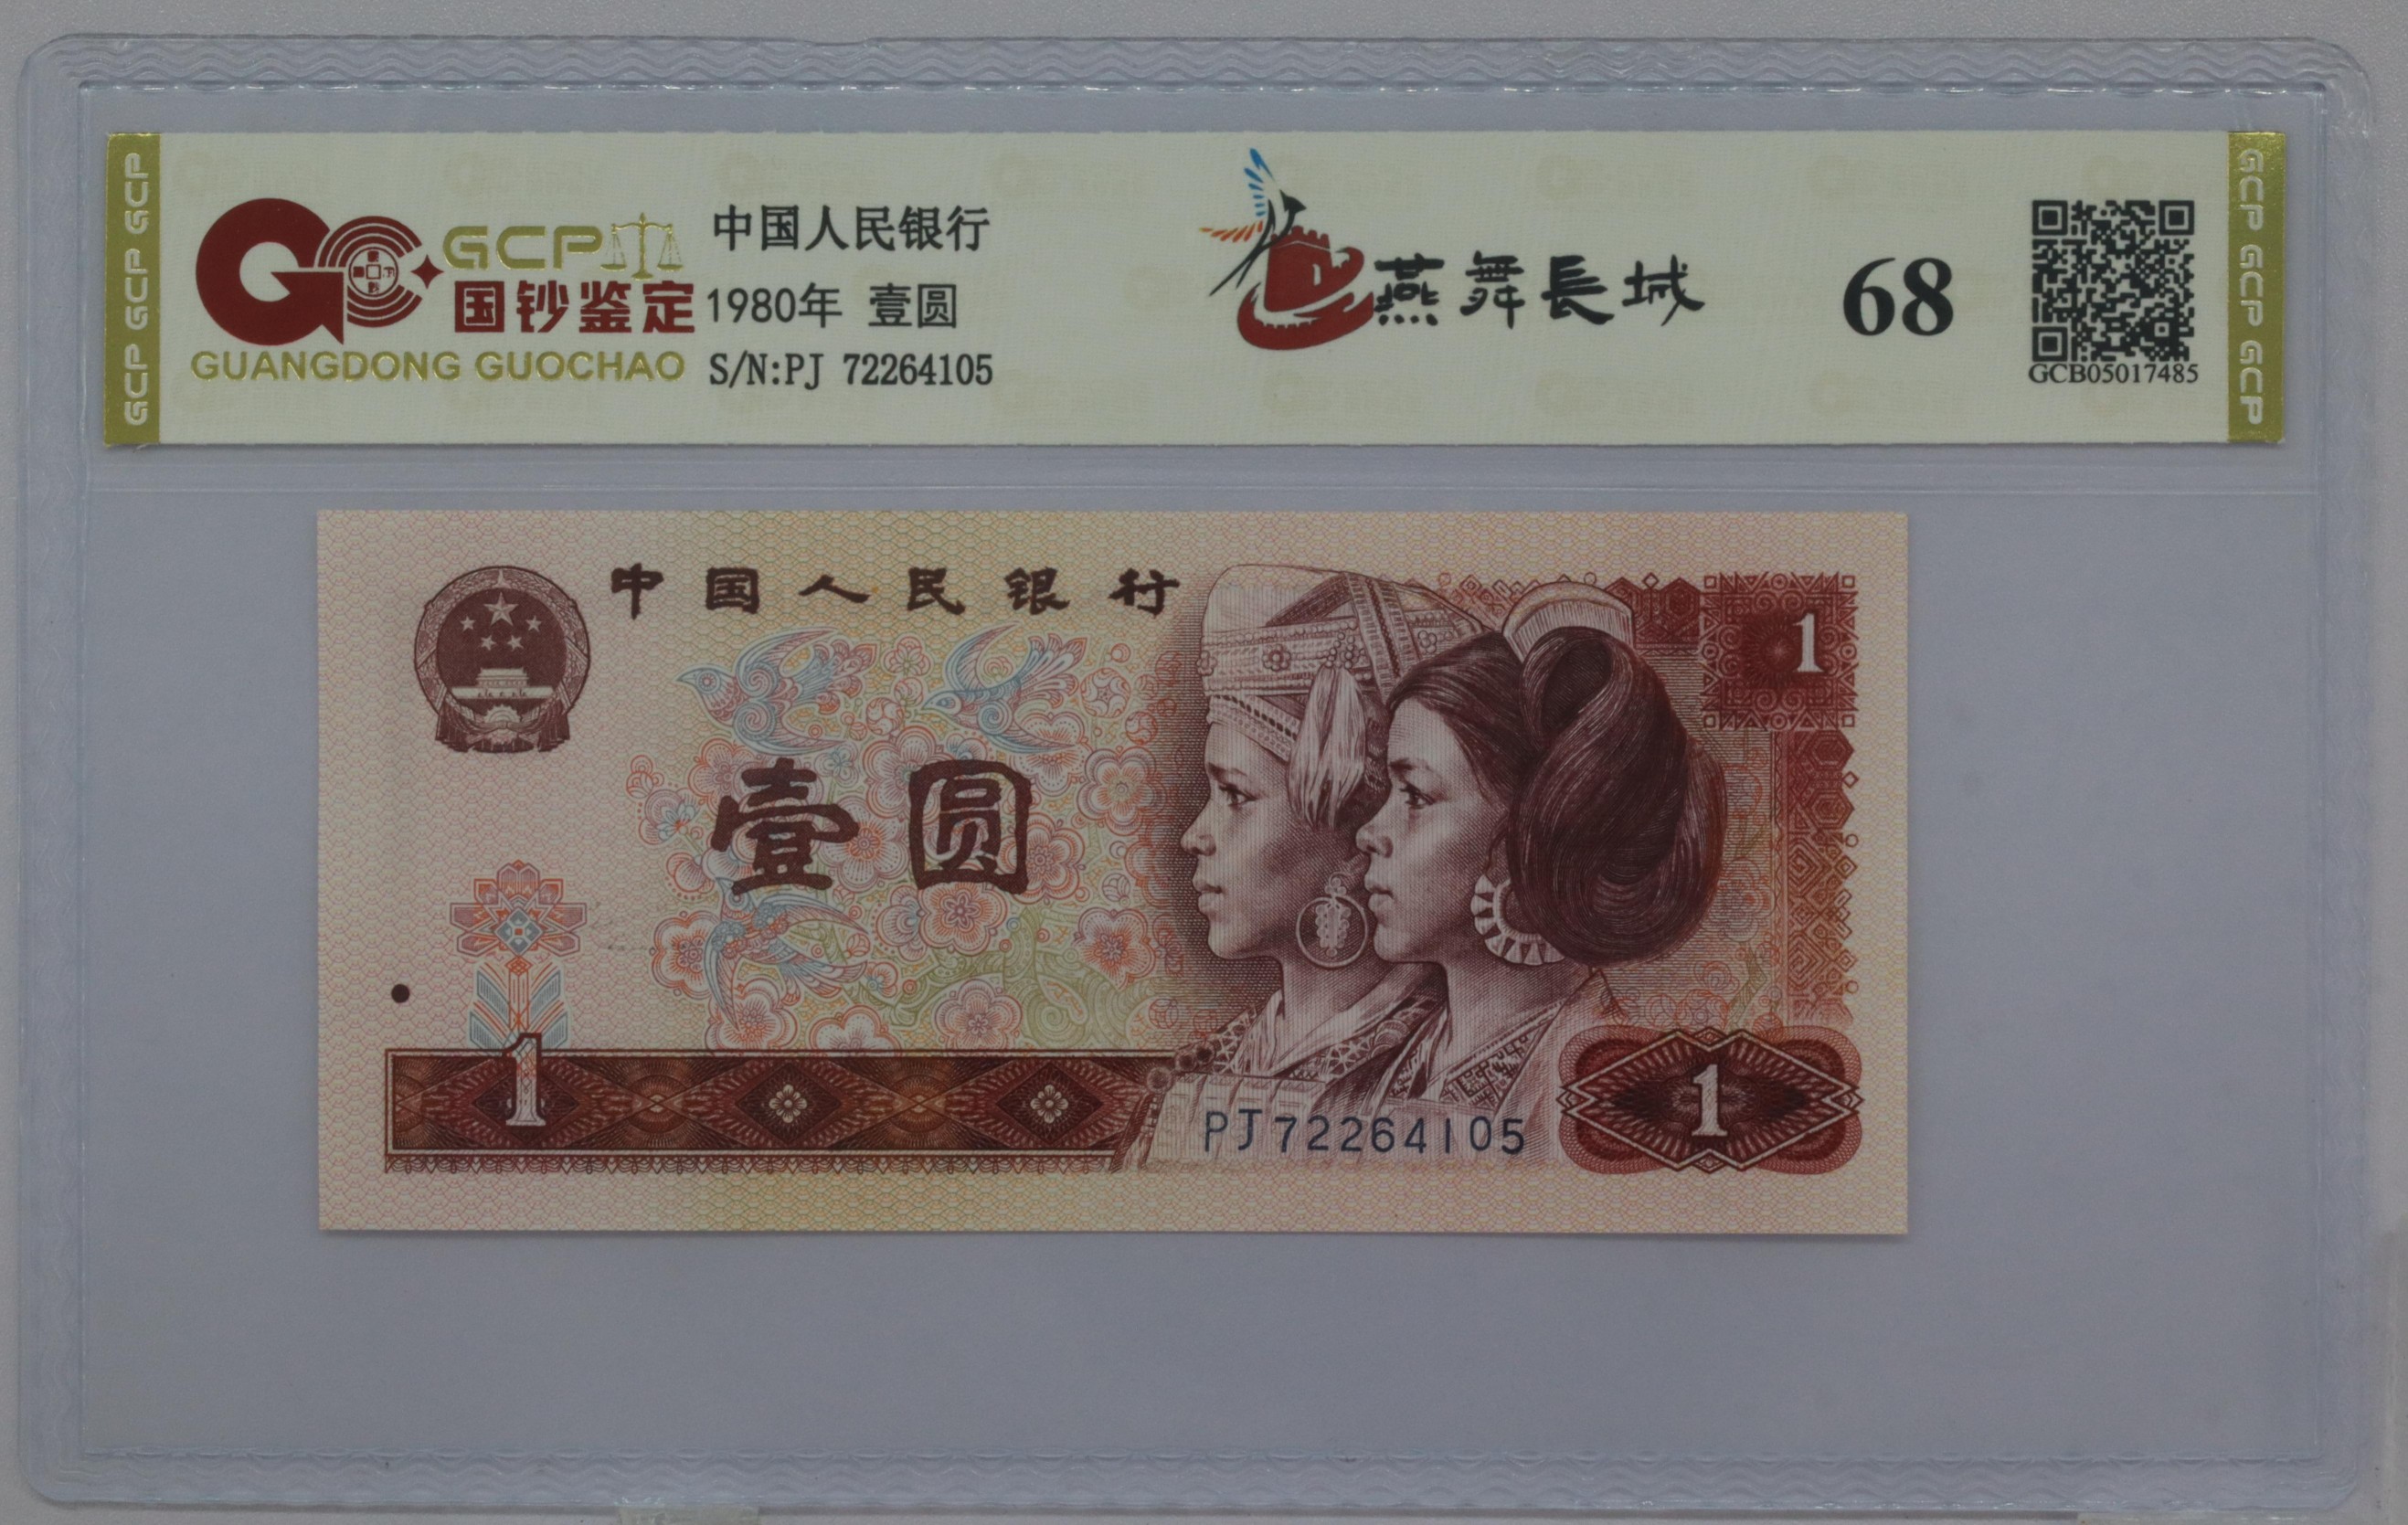 GCP GCP GCP
GCP
国钞鉴定
GUANGDONG GUOCHAO
中国人民银行
1980年 壹圆
S/N:PJ 72264105
燕舞長城
68
GCB05017485
GCP GCP GCP
中国人民银行
1
壹圆
1
PJ72264105
1